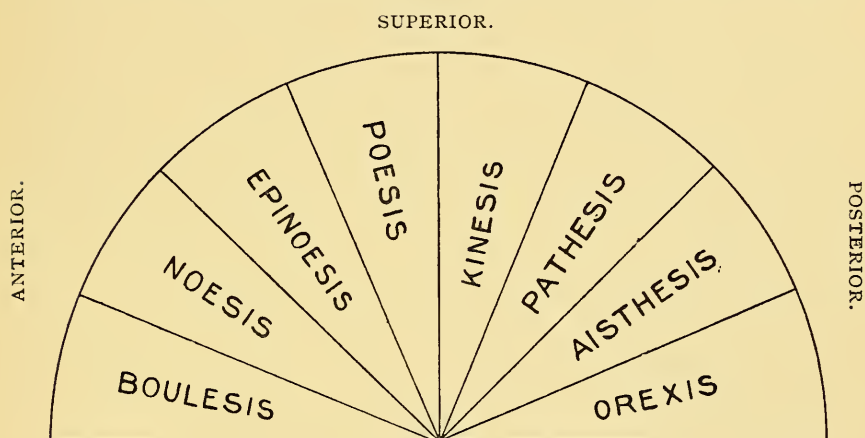 SUPERIOR.
ANTERIOR.
BOULESIS
NOESIS
EPINOESIS
POESIS
KINESIS
PATHESIS
AISTHESIS
OREXIS
POSTERIOR.